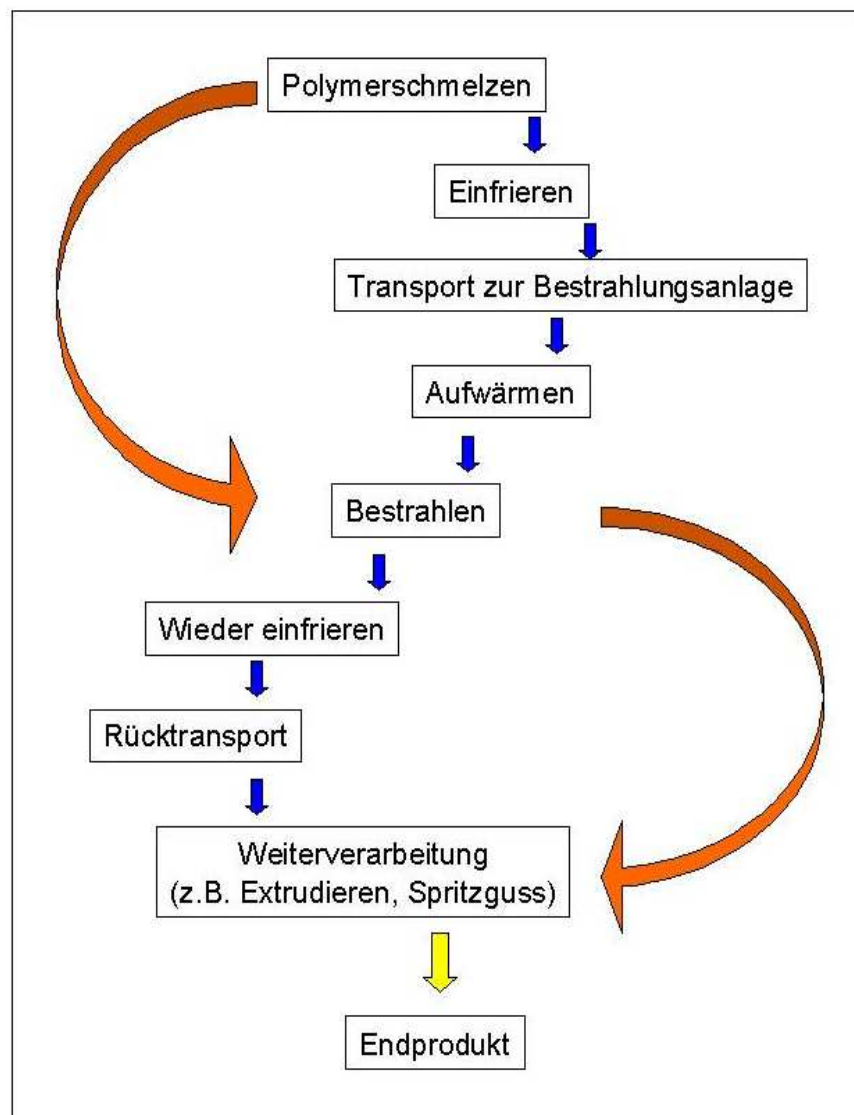 Polymerschmelzen
Einfrieren
Transport zur Bestrahlungsanlage
Aufwärmen
Bestrahlen
Wieder einfrieren
Rücktransport
Weiterverarbeitung
(z.B. Extrudieren, Spritzguss)
Endprodukt